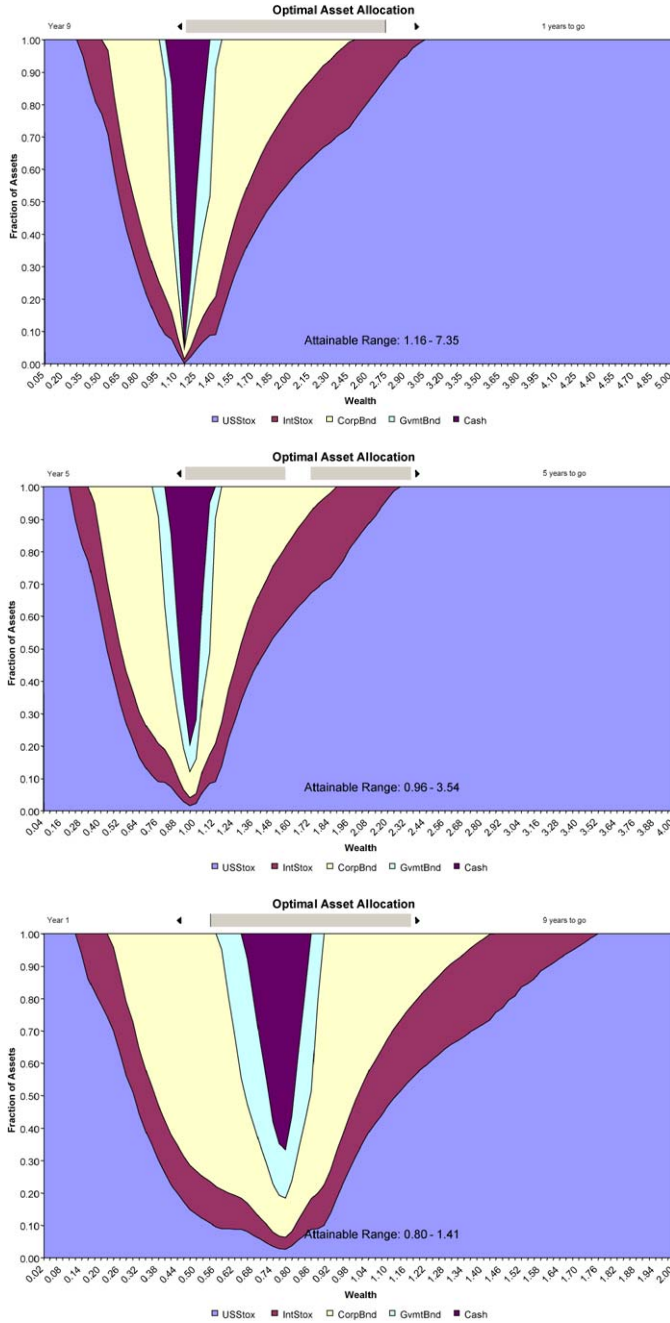 Optimal Asset Allocation
Year 9
1 years to go
1.00
0.90
0.80
0.70
0.60
0.50
0.40
0.30
0.20
0.10
0.00
Fraction of Assets
Attainable Range: 1.16 - 7.35
0.05 0.20 0.35 0.50 0.65 0.80 0.95 1.10 1.25 1.40 1.55 1.70 1.85 2.00 2.15 2.30 2.45 2.60 2.75 2.90 3.05 3.20 3.35 3.50 3.65 3.80 3.95 4.10 4.25 4.40 4.55 4.70 4.85 5.00
Wealth
USStox IntStox CorpBnd GvmtBnd Cash
Optimal Asset Allocation
Year 5
5 years to go
1.00
0.90
0.80
0.70
0.60
0.50
0.40
0.30
0.20
0.10
0.00
Fraction of Assets
Attainable Range: 0.96 - 3.54
0.04 0.16 0.28 0.40 0.52 0.64 0.76 0.88 1.00 1.12 1.24 1.36 1.48 1.60 1.72 1.84 1.96 2.08 2.20 2.32 2.44 2.56 2.68 2.80 2.92 3.04 3.16 3.28 3.40 3.52 3.64 3.76 3.88 4.00
Wealth
USStox IntStox CorpBnd GvmtBnd Cash
Optimal Asset Allocation
Year 1
9 years to go
1.00
0.90
0.80
0.70
0.60
0.50
0.40
0.30
0.20
0.10
0.00
Fraction of Assets
Attainable Range: 0.80 - 1.41
0.02 0.08 0.14 0.20 0.26 0.32 0.38 0.44 0.50 0.56 0.62 0.68 0.74 0.80 0.86 0.92 0.98 1.04 1.10 1.16 1.22 1.28 1.34 1.40 1.46 1.52 1.58 1.64 1.70 1.76 1.82 1.88 1.94 2.00
Wealth
USStox IntStox CorpBnd GvmtBnd Cash